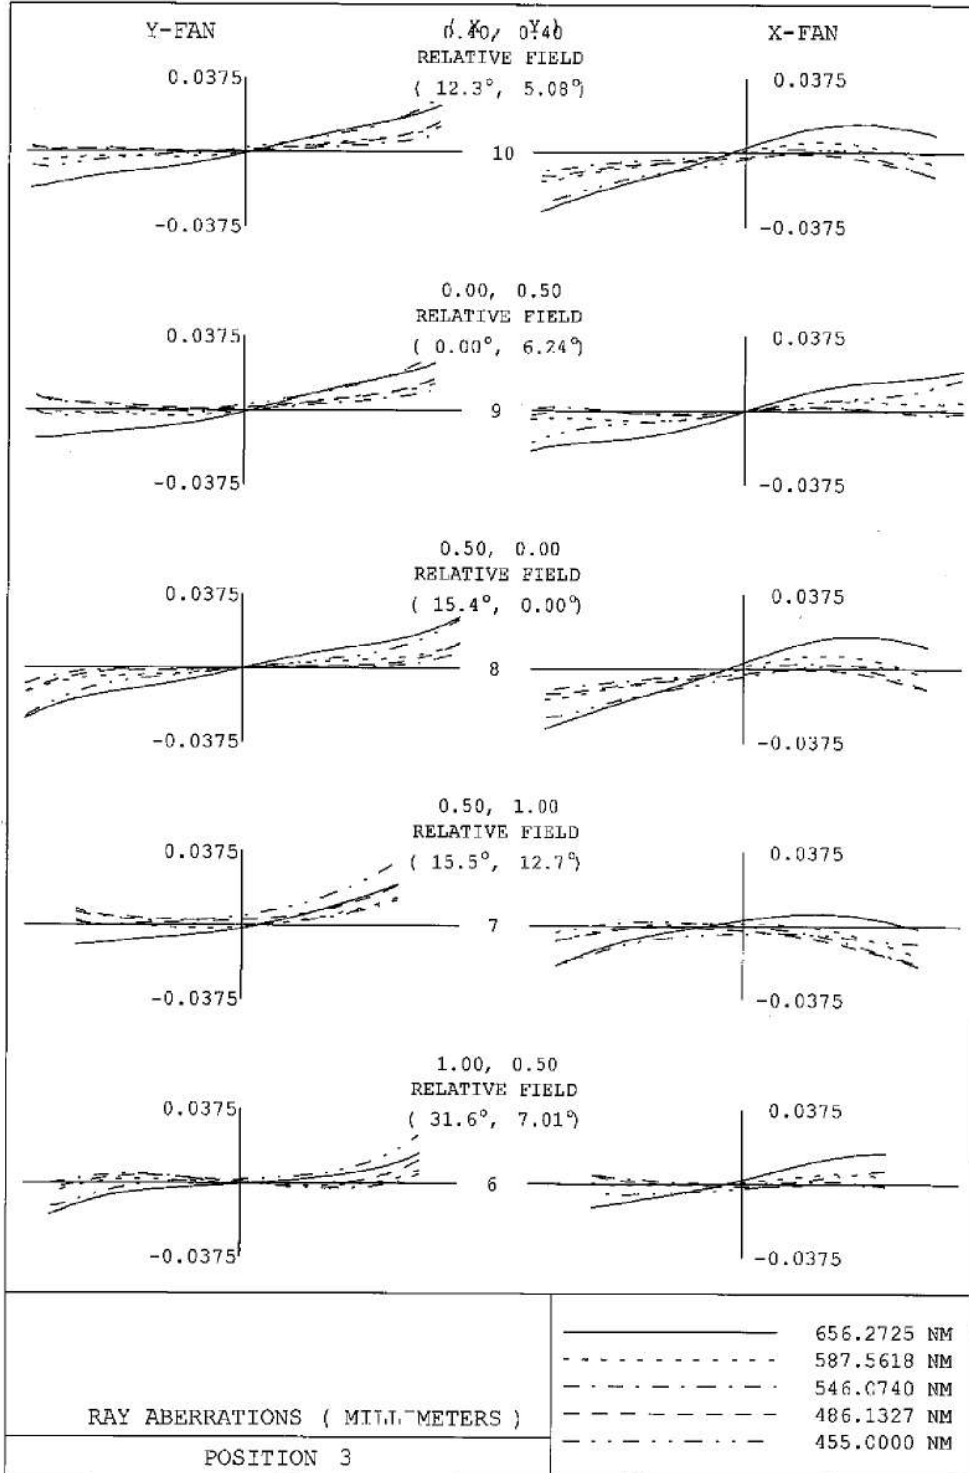 Y-FAN
( X, Y )
X-FAN
0.40, 0.40
RELATIVE FIELD
( 12.3°, 5.08° )
0.0375
0.0375
10
-0.0375
-0.0375
0.00, 0.50
RELATIVE FIELD
( 0.00°, 6.24° )
0.0375
0.0375
9
-0.0375
-0.0375
0.50, 0.00
RELATIVE FIELD
( 15.4°, 0.00° )
0.0375
0.0375
8
-0.0375
-0.0375
0.50, 1.00
RELATIVE FIELD
( 15.5°, 12.7° )
0.0375
0.0375
7
-0.0375
-0.0375
1.00, 0.50
RELATIVE FIELD
( 31.6°, 7.01° )
0.0375
0.0375
6
-0.0375
-0.0375
RAY ABERRATIONS ( MILLIMETERS )
POSITION 3
656.2725 NM
587.5618 NM
546.0740 NM
486.1327 NM
455.0000 NM